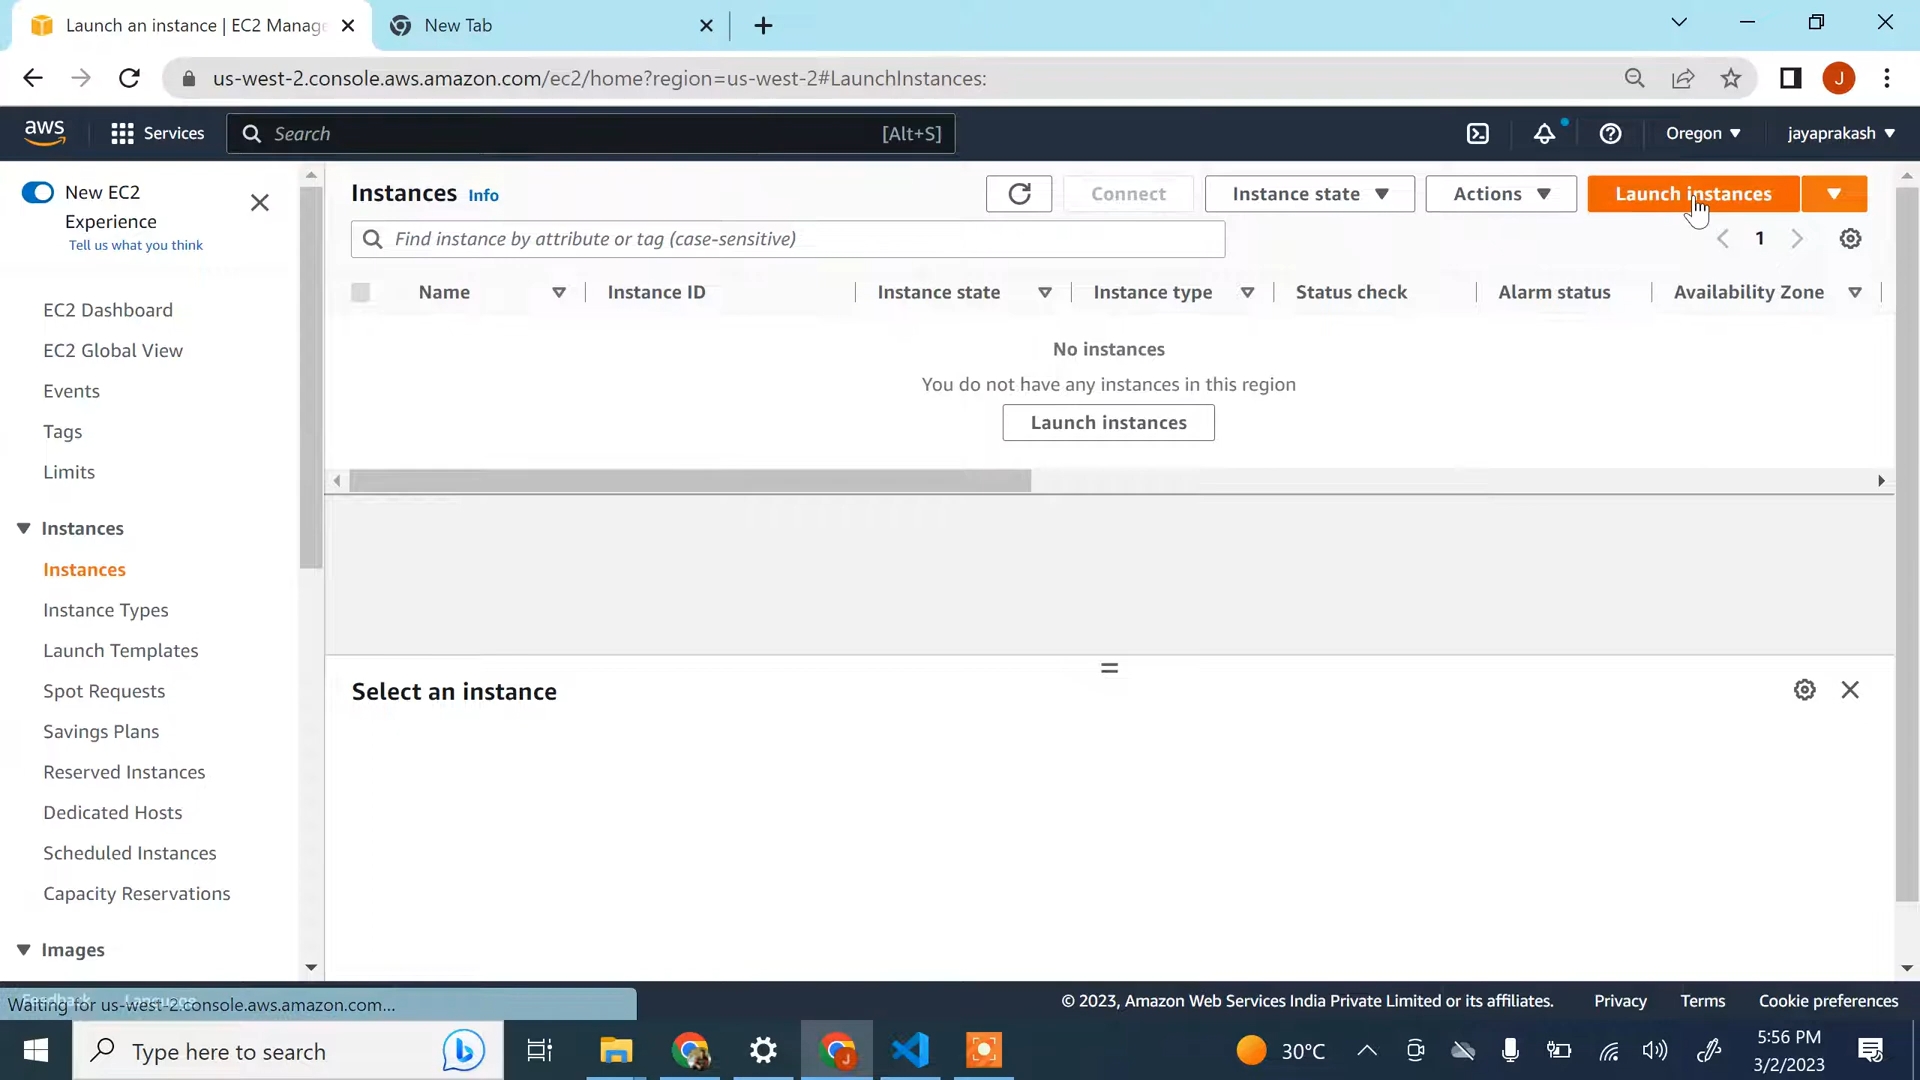 Launch an instance | EC2 Manage
New Tab
us-west-2.console.aws.amazon.com/ec2/home?region=us-west-2#LaunchInstances:
J
aws
Services
Search
[Alt+S]
Oregon
jayaprakash
New EC2
Experience
Tell us what you think
EC2 Dashboard
EC2 Global View
Events
Tags
Limits
Instances
Instances
Instance Types
Launch Templates
Spot Requests
Savings Plans
Reserved Instances
Dedicated Hosts
Scheduled Instances
Capacity Reservations
Images
Instances Info
Connect
Instance state
Actions
Launch instances
Find instance by attribute or tag (case-sensitive)
1
Name
Instance ID
Instance state
Instance type
Status check
Alarm status
Availability Zone
No instances
You do not have any instances in this region
Launch instances
Select an instance
Feedback Language
Waiting for us-west-2.console.aws.amazon.com...
© 2023, Amazon Web Services India Private Limited or its affiliates.
Privacy
Terms
Cookie preferences
Type here to search
J
30°C
5:56 PM
3/2/2023